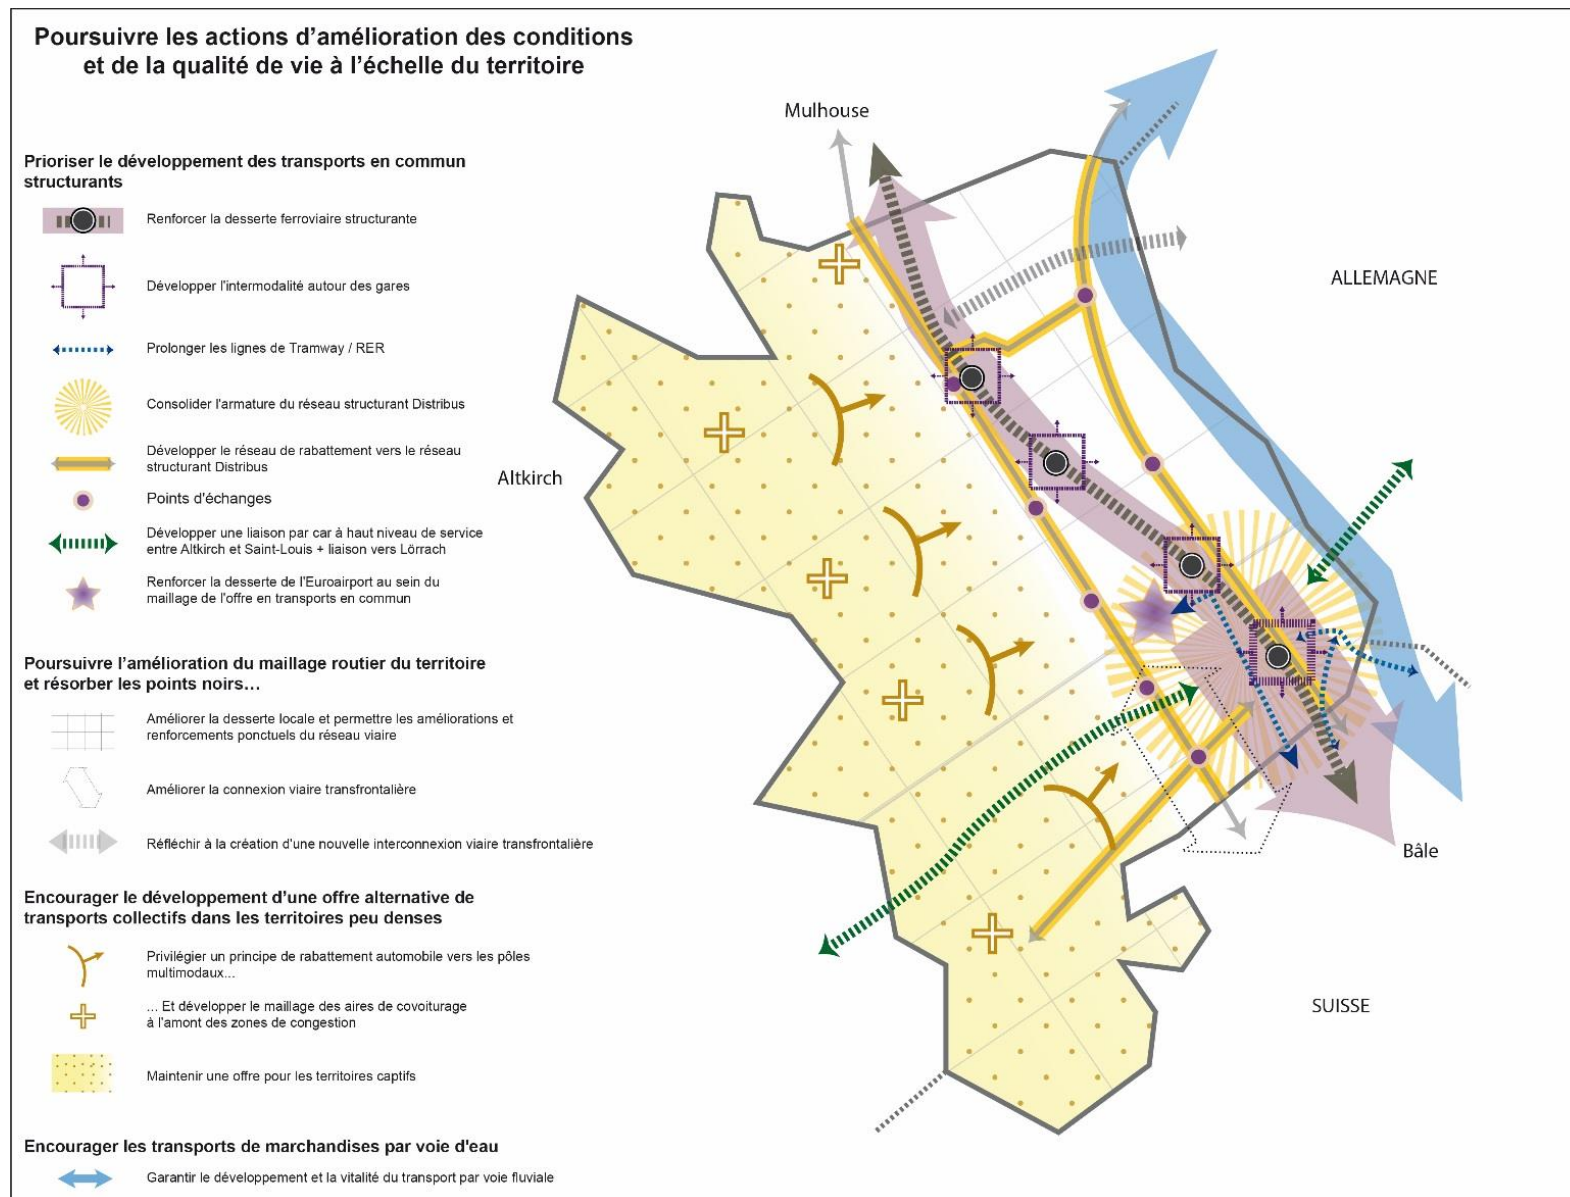 Poursuivre les actions d'amélioration des conditions
et de la qualité de vie à l'échelle du territoire
Prioriser le développement des transports en commun
structurants
Renforcer la desserte ferroviaire structurante
Développer l'intermodalité autour des gares
Prolonger les lignes de Tramway / RER
Consolider l'armature du réseau structurant Distribus
Développer le réseau de rabattement vers le réseau
structurant Distribus
Points d'échanges
Développer une liaison par car à haut niveau de service
entre Altkirch et Saint-Louis + liaison vers Lörrach
Renforcer la desserte de l'Euroairport au sein du
maillage de l'offre en transports en commun
Poursuivre l'amélioration du maillage routier du territoire
et résorber les points noirs...
Améliorer la desserte locale et permettre les améliorations et
renforcements ponctuels du réseau viaire
Améliorer la connexion viaire transfrontalière
Réfléchir à la création d'une nouvelle interconnexion viaire transfrontalière
Encourager le développement d'une offre alternative de
transports collectifs dans les territoires peu denses
Privilégier un principe de rabattement automobile vers les pôles
multimodaux...
... Et développer le maillage des aires de covoiturage
à l'amont des zones de congestion
Maintenir une offre pour les territoires captifs
Encourager les transports de marchandises par voie d'eau
Garantir le développement et la vitalité du transport par voie fluviale
Mulhouse
ALLEMAGNE
Altkirch
Bâle
SUISSE